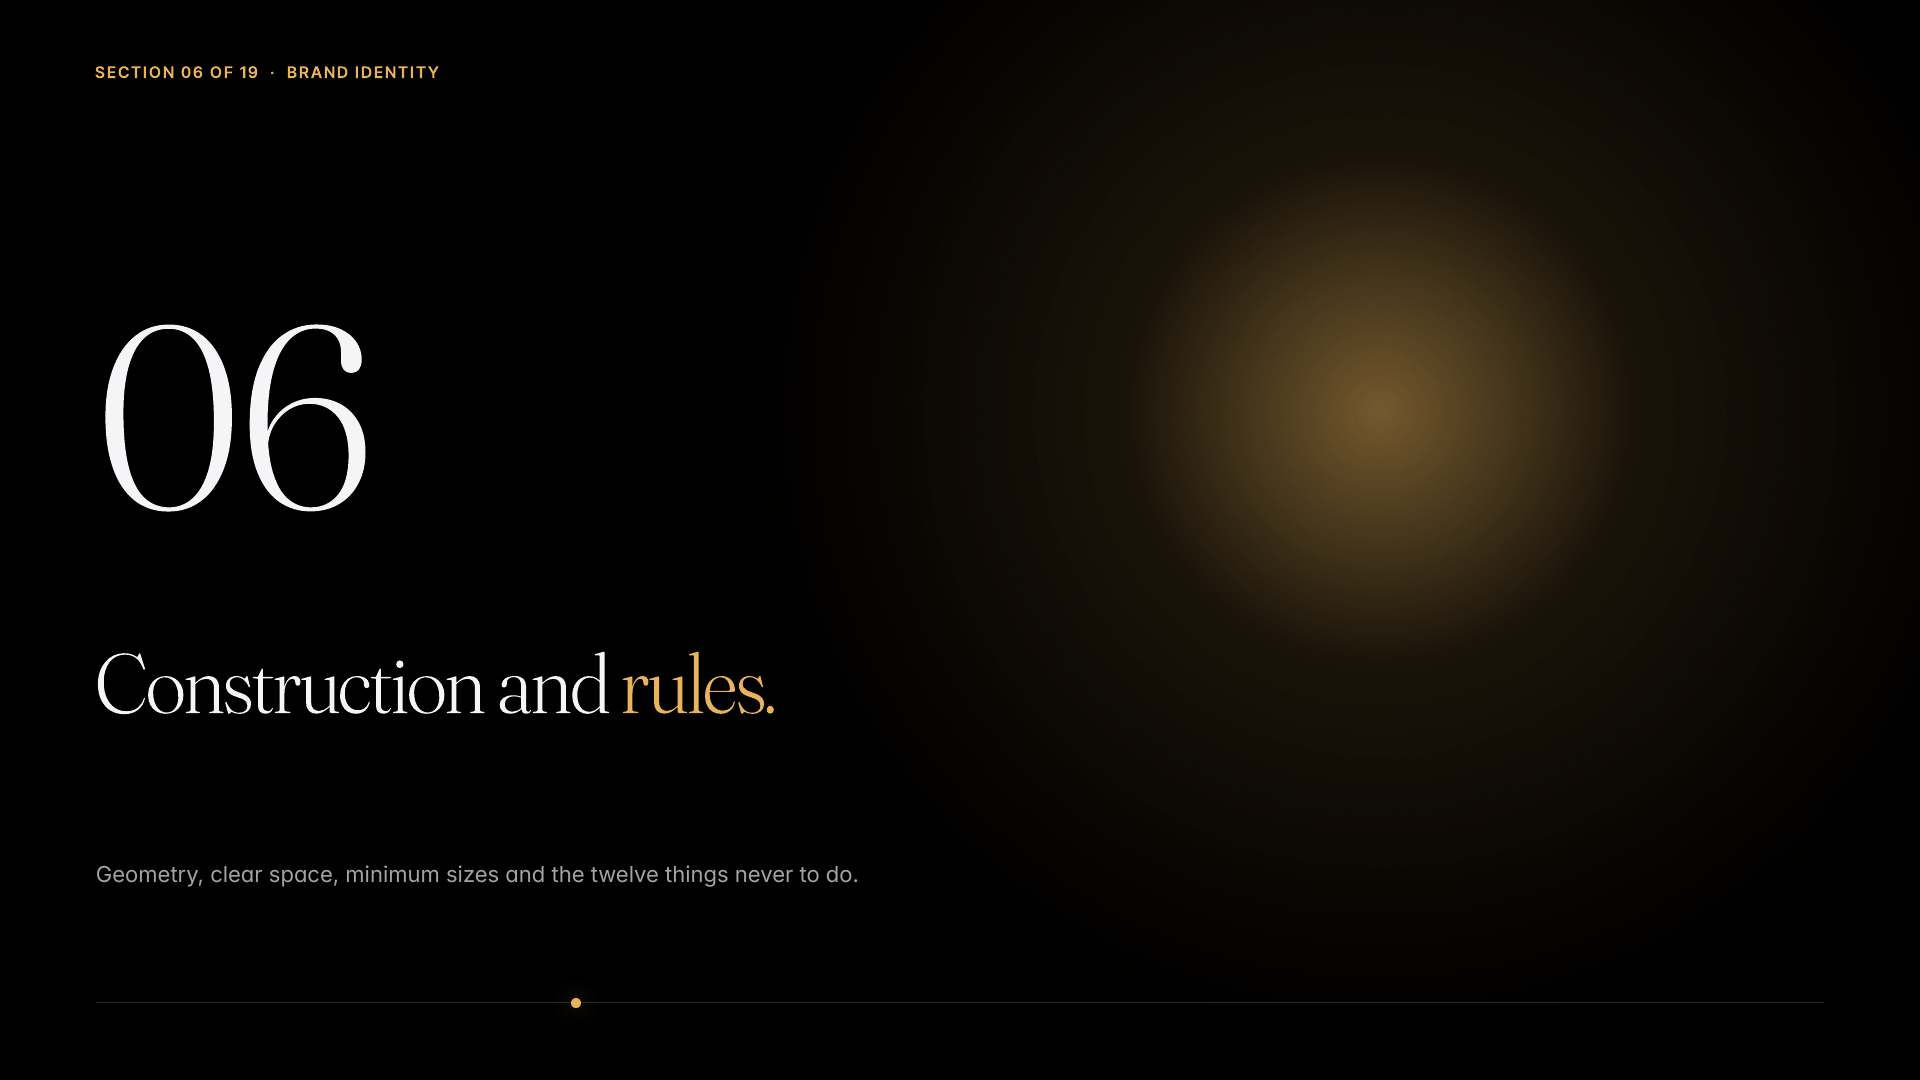 SECTION 06 OF 19 · BRAND IDENTITY
06
Construction and rules.
Geometry, clear space, minimum sizes and the twelve things never to do.